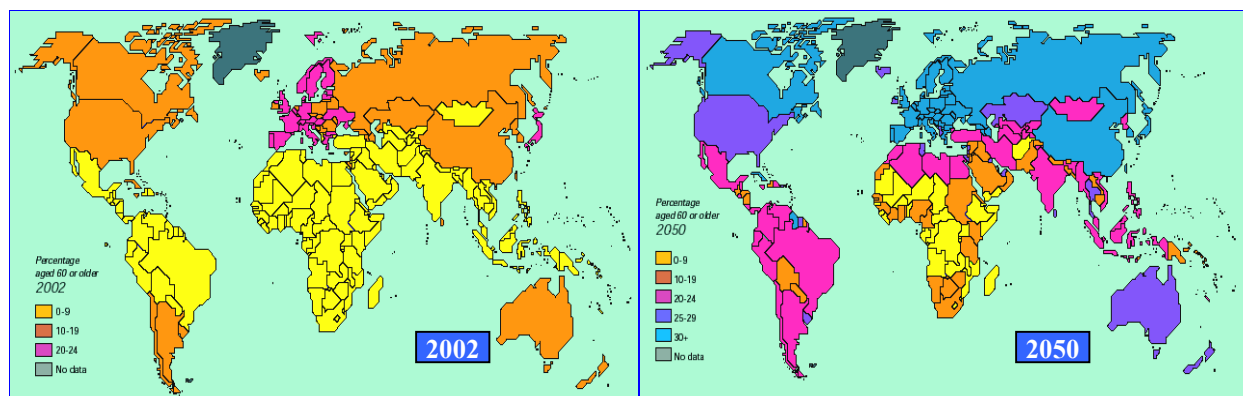 Percentage
aged 60 or older
2002
0-9
10-19
20-24
No data
2002
Percentage
aged 60 or older
2050
0-9
10-19
20-24
25-29
30+
No data
2050